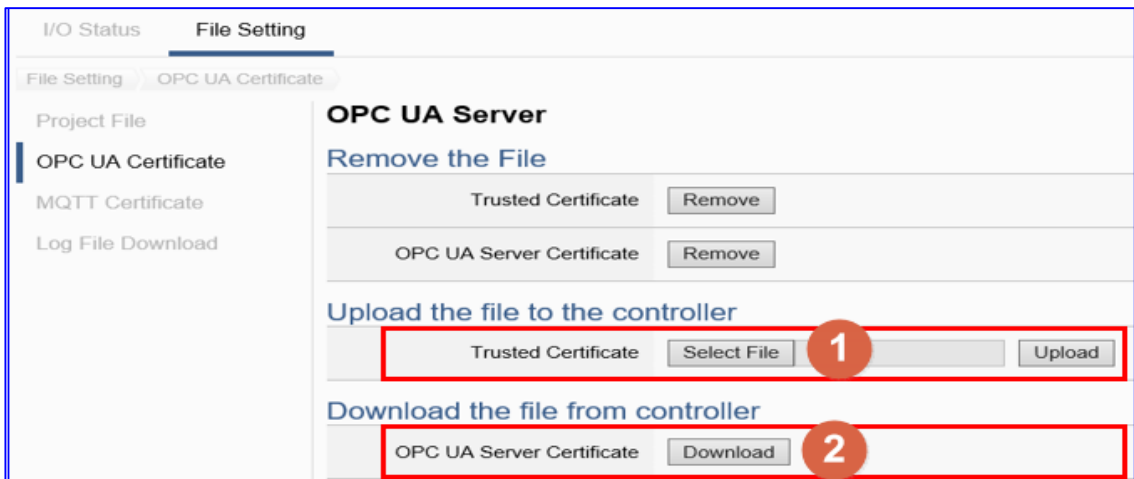 I/O Status File Setting
File Setting OPC UA Certificate
Project File
OPC UA Certificate
MQTT Certificate
Log File Download
OPC UA Server
Remove the File
Trusted Certificate Remove
OPC UA Server Certificate Remove
Upload the file to the controller
Trusted Certificate Select File 1 Upload
Download the file from controller
OPC UA Server Certificate Download 2